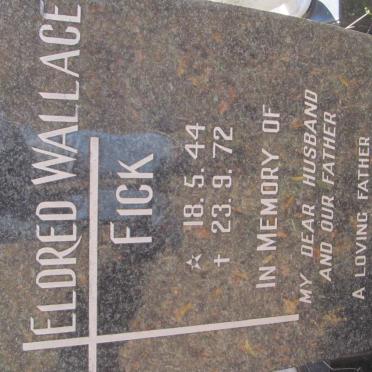 ELDRED WALLACE
FICK
☆ 18.5.44
† 23.9.72
IN MEMORY OF
MY DEAR HUSBAND
AND OUR FATHER
A LOVING FATHER